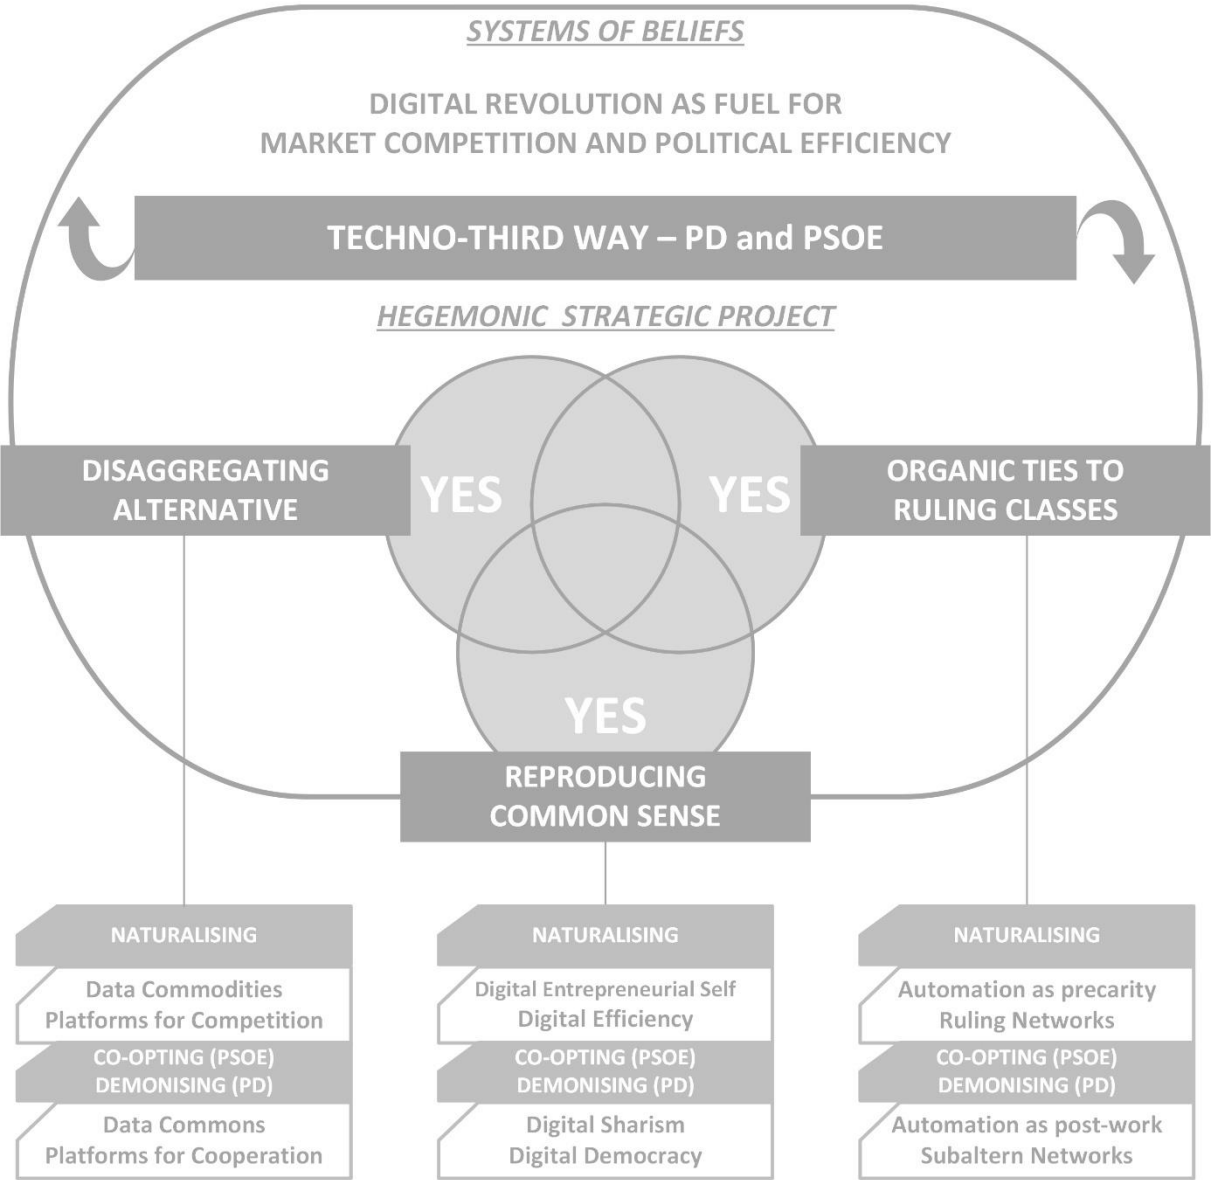 SYSTEMS OF BELIEFS
DIGITAL REVOLUTION AS FUEL FOR
MARKET COMPETITION AND POLITICAL EFFICIENCY
TECHNO-THIRD WAY – PD and PSOE
HEGEMONIC STRATEGIC PROJECT
DISAGGREGATING
ALTERNATIVE
YES
YES
ORGANIC TIES TO
RULING CLASSES
YES
REPRODUCING
COMMON SENSE
NATURALISING
Data Commodities
Platforms for Competition
CO-OPTING (PSOE)
DEMONISING (PD)
Data Commons
Platforms for Cooperation
NATURALISING
Digital Entrepreneurial Self
Digital Efficiency
CO-OPTING (PSOE)
DEMONISING (PD)
Digital Sharism
Digital Democracy
NATURALISING
Automation as precarity
Ruling Networks
CO-OPTING (PSOE)
DEMONISING (PD)
Automation as post-work
Subaltern Networks